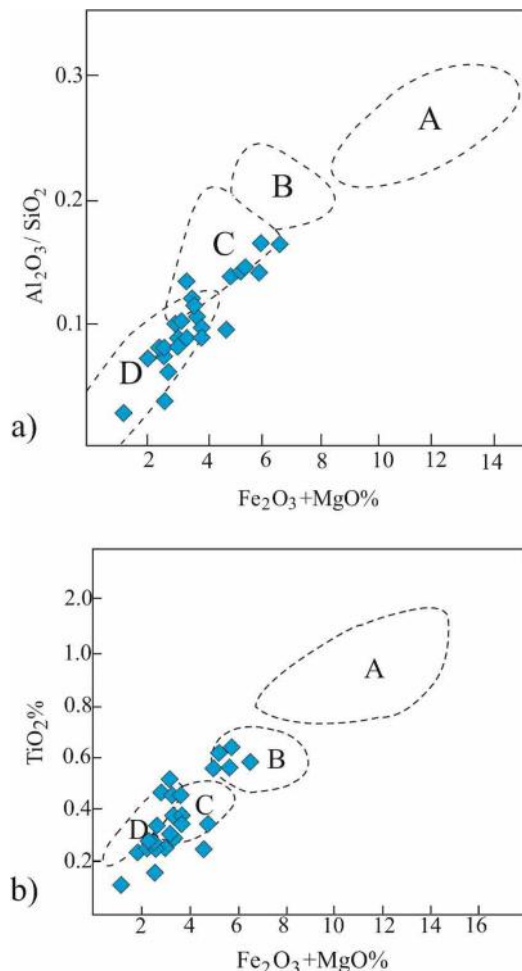 0.3
A
B
0.2
Al₂O₃/ SiO₂
C
0.1
D
a)
2 4 6 8 10 12 14
Fe₂O₃+MgO%
2.0
1.0
A
TiO₂%
0.8
0.6
B
0.4
C
D
0.2
b)
2 4 6 8 10 12 14 16
Fe₂O₃+MgO%